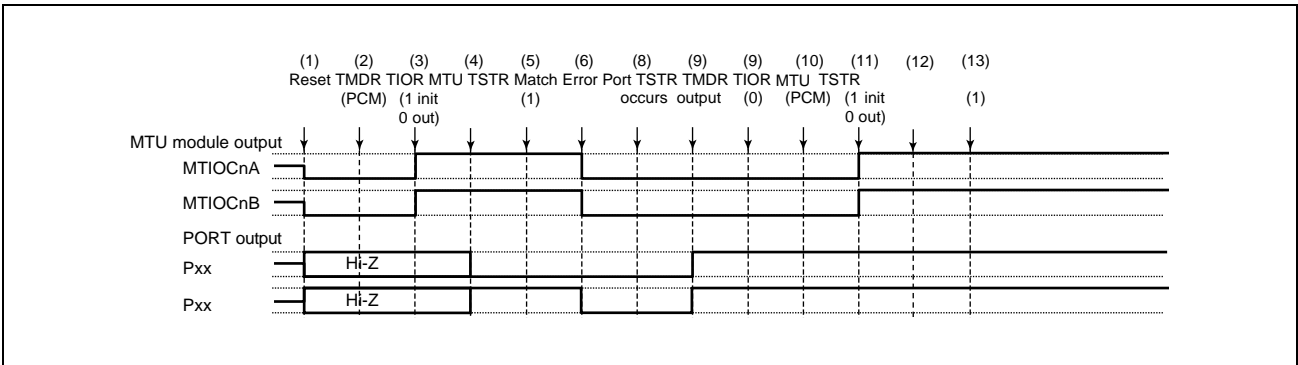 (1) (2) (3) (4) (5) (6) (8) (9) (9) (10) (11) (12) (13)
Reset TMDR TIOR MTU TSTR Match Error Port TSTR TMDR TIOR MTU TSTR
(PCM) (1 init (1) occurs output (0) (PCM) (1 init (1)
0 out) 0 out)
MTU module output
MTIOCnA
MTIOCnB
PORT output
Pxx Hi-Z
Pxx Hi-Z